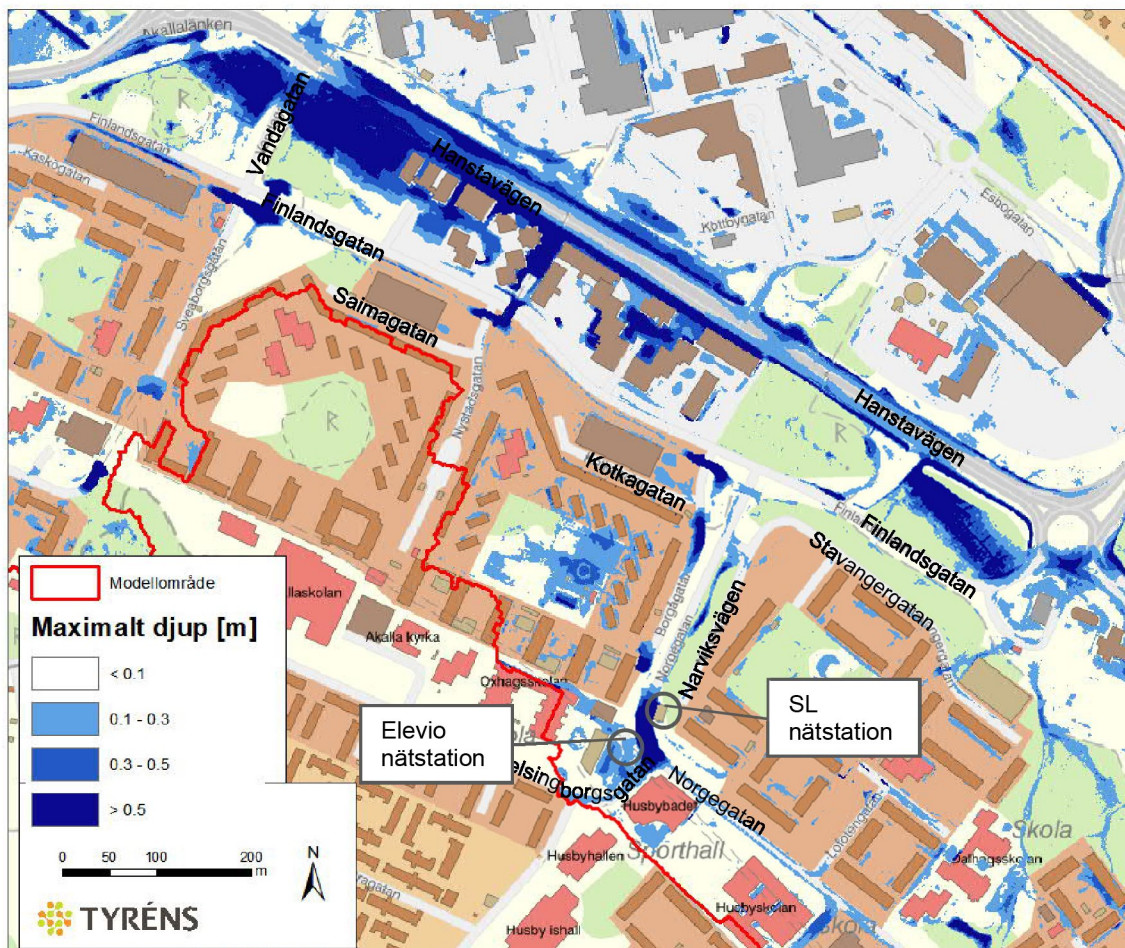 Akallalänken
Vandagatan
Finlandsgatan
Kaskögatan
Hanstavägen
Finlandsgatan
Kottbygatan
Esbogatan
Sveaborgsgatan
Saimagatan
Nystadsgatan
Hanstavägen
Kotkagatan
Finlandsgatan
Stavangergatan
Borgågatan
Norgegatan
Narviksvägen
Modellområde
Maximalt djup [m]
< 0.1
0.1 - 0.3
0.3 - 0.5
> 0.5
0 50 100 200
m
N
TYRÉNS
llaskolan
Akalla kyrka
Oxhagsskolan
Elevio
nätstation
SL
nätstation
elsingborgsgatan
Norgegatan
Husbybadet
Sporthall
Husbyhallen
Lofotengatan
Skola
Dalhagsskolan
Husbyskolan
Husby ishall